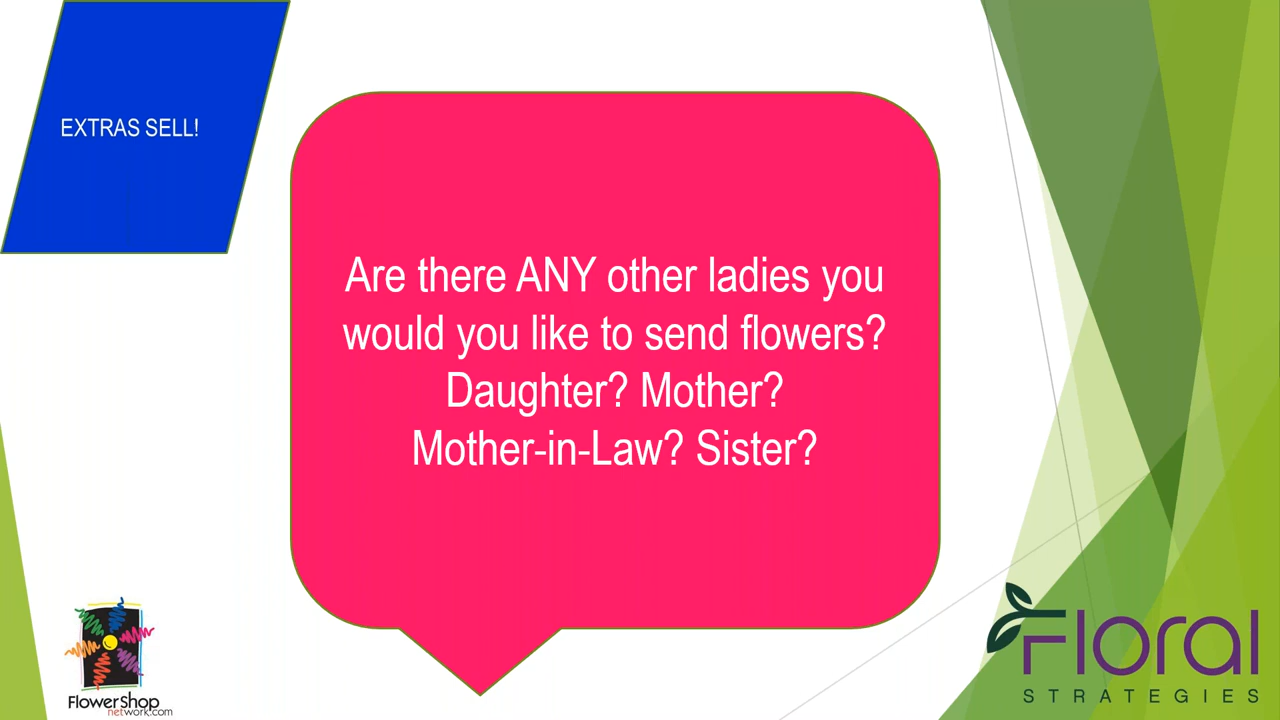 EXTRAS SELL!
Are there ANY other ladies you
would you like to send flowers?
Daughter? Mother?
Mother-in-Law? Sister?
FlowerShop
network.com
Floral
STRATEGIES